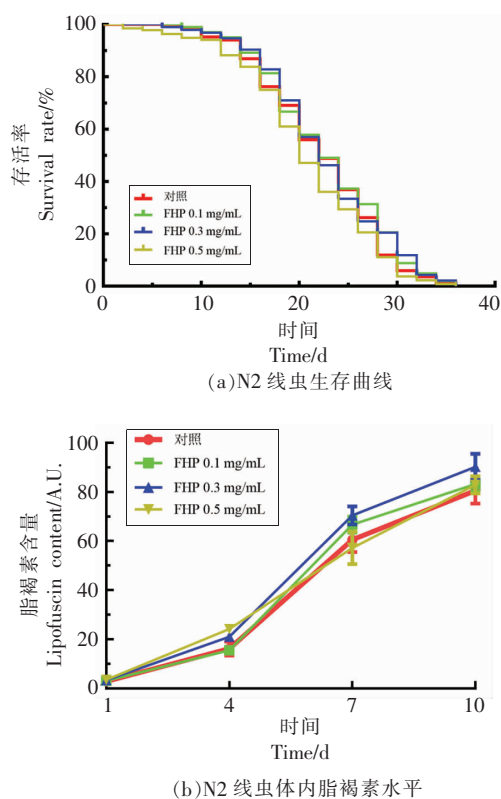 100
80
60
40
20
0
存活率
Survival rate/%
对照
FHP 0.1 mg/mL
FHP 0.3 mg/mL
FHP 0.5 mg/mL
0 10 20 30 40
时间
Time/d
(a)N2 线虫生存曲线
100
80
60
40
20
0
脂褐素含量
Lipofuscin content/A.U.
对照
FHP 0.1 mg/mL
FHP 0.3 mg/mL
FHP 0.5 mg/mL
1 4 7 10
时间
Time/d
(b)N2 线虫体内脂褐素水平